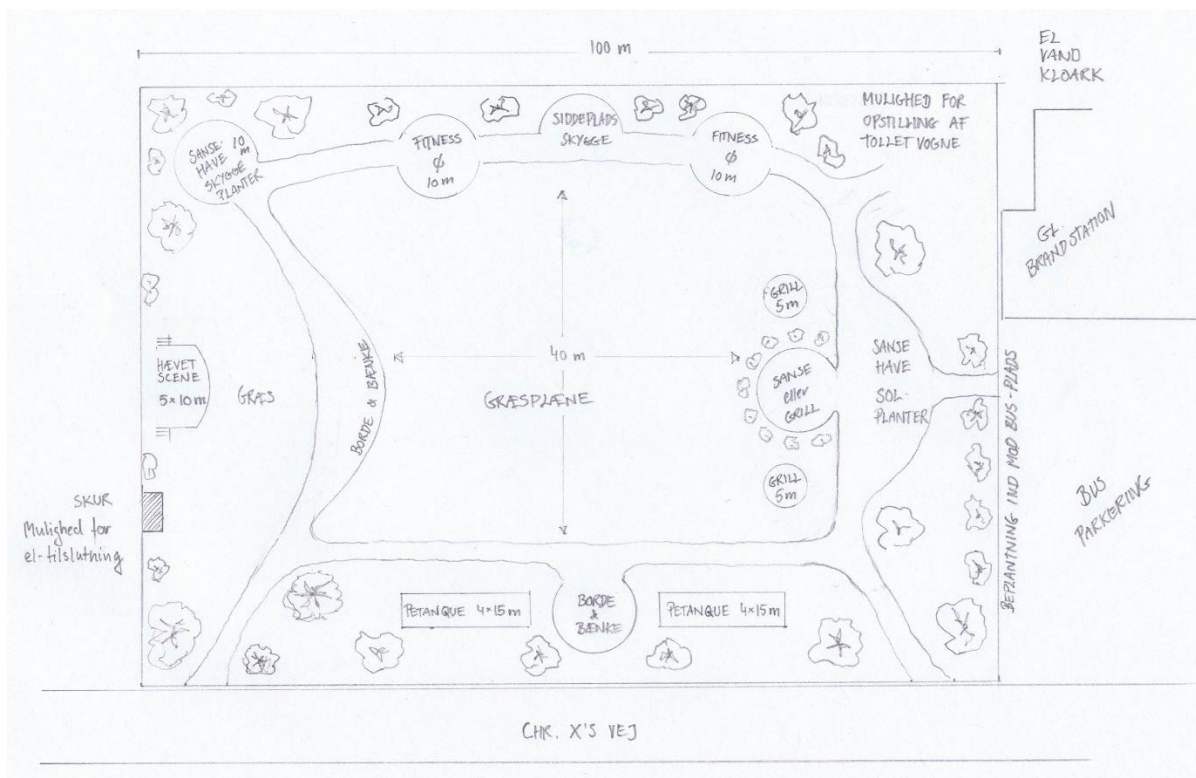 100 m
EL
VAND
KLOARK
SANSE- 10
HAVE m
SKYGGE
PLANTER
FITNESS
Ø
10 m
SIDDEPLADS
SKYGGE
FITNESS
Ø
10 m
MULIGHED FOR
OPSTILLING AF
TOLLET VOGNE
GL.
BRANDSTATION
HÆVET
SCENE
5×10 m
GRÆS
BORDE & BÆNKE
40 m
GRÆSPLÆNE
GRILL
5 m
SANSE
eller
GRILL
GRILL
5 m
SANSE
HAVE
SOL-
PLANTER
BEPLANTNING IND MOD BUS-PLADS
BUS
PARKERING
SKUR
Mulighed for
el-tilslutning
PETANQUE 4×15 m
BORDE
&
BÆNKE
PETANQUE 4×15 m
CHR. X'S VEJ